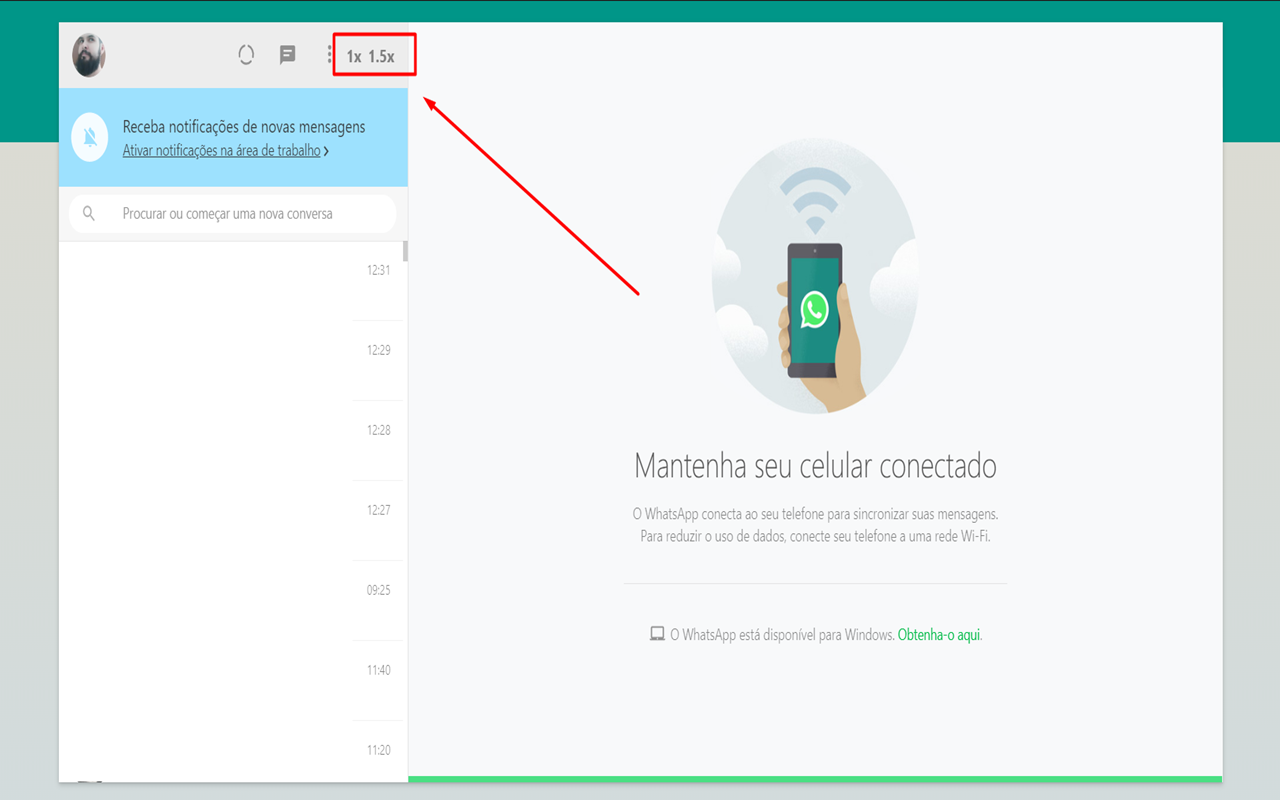 1x 1.5x
Receba notificações de novas mensagens
Ativar notificações na área de trabalho
Procurar ou começar uma nova conversa
12:31
12:29
12:28
12:27
09:25
11:40
11:20
Mantenha seu celular conectado
O WhatsApp conecta ao seu telefone para sincronizar suas mensagens.
Para reduzir o uso de dados, conecte seu telefone a uma rede Wi-Fi.
O WhatsApp está disponível para Windows. Obtenha-o aqui.